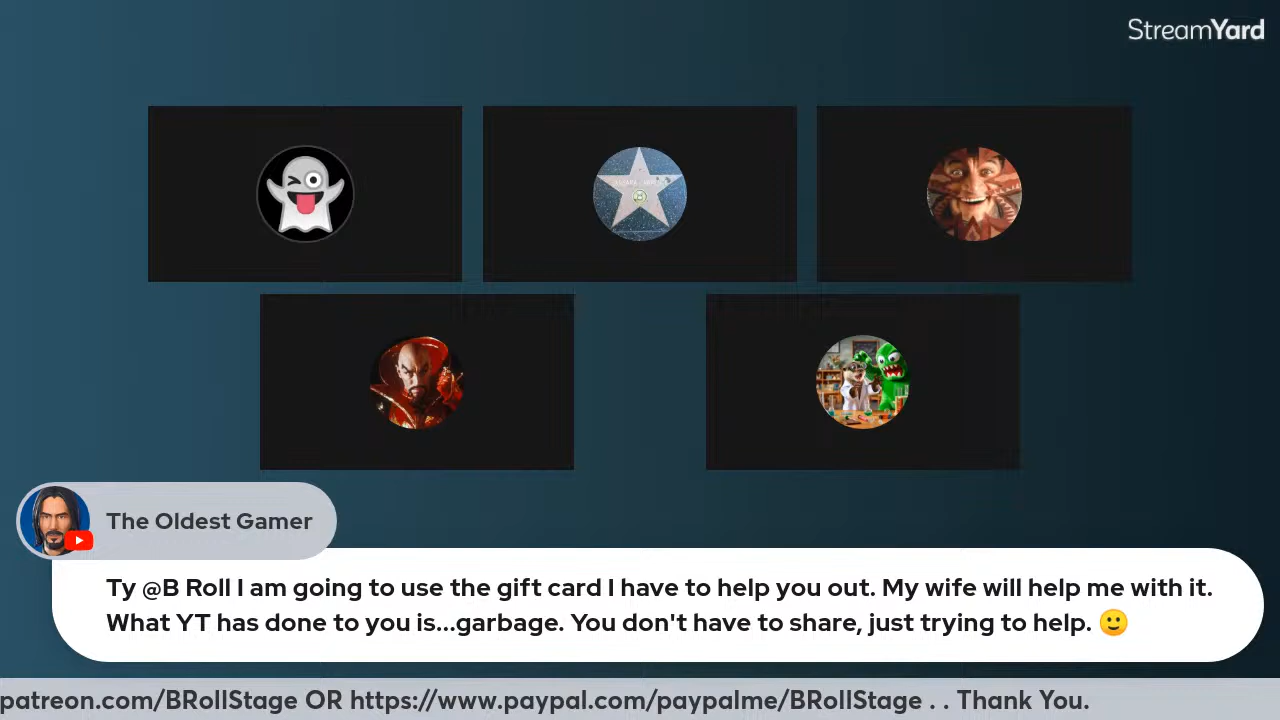 StreamYard
The Oldest Gamer
Ty @B Roll I am going to use the gift card I have to help you out. My wife will help me with it.
What YT has done to you is...garbage. You don't have to share, just trying to help. 🙂
patreon.com/BRollStage OR https://www.paypal.com/paypalme/BRollStage . . Thank You.